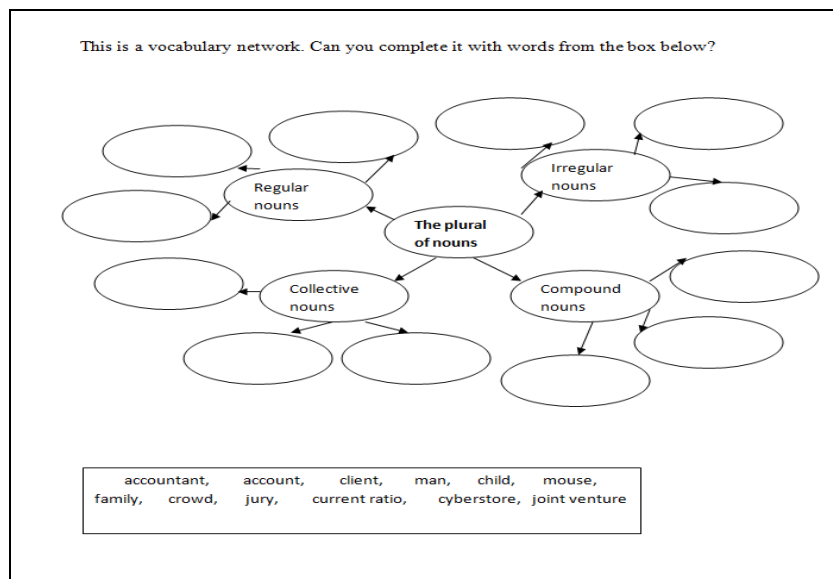 This is a vocabulary network. Can you complete it with words from the box below?
Irregular
nouns
Regular
nouns
The plural
of nouns
Collective
nouns
Compound
nouns
accountant, account, client, man, child, mouse,
family, crowd, jury, current ratio, cyberstore, joint venture